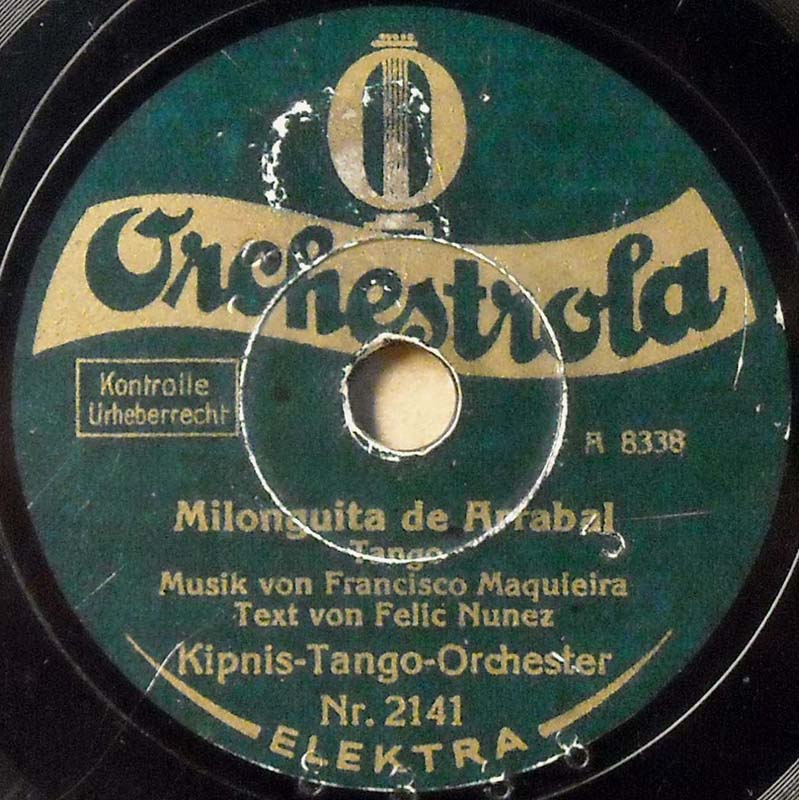 Orchestrola
Kontrolle
Urheberrecht
A 8338
Milonguita de Arrabal
Tango
Musik von Francisco Maquieira
Text von Felic Nunez
Kipnis-Tango-Orchester
Nr. 2141
ELEKTRA